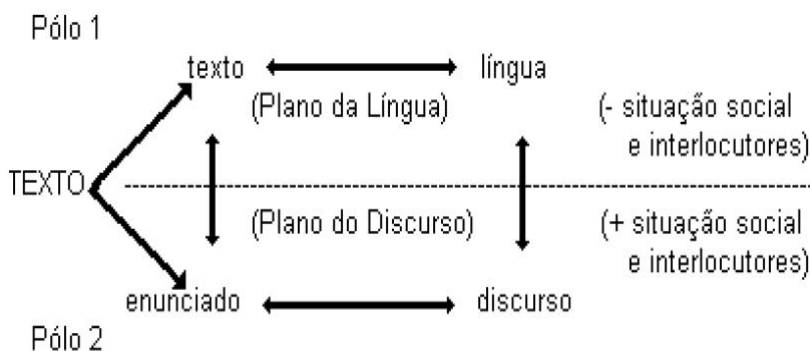 Pólo 1
texto língua
(Plano da Língua) (- situação social
e interlocutores)
TEXTO
(Plano do Discurso) (+ situação social
e interlocutores)
enunciado discurso
Pólo 2